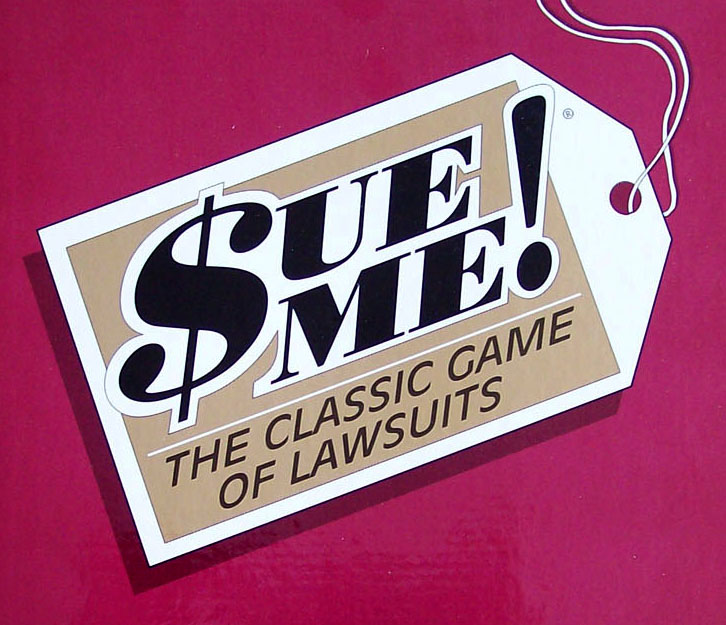 $UE
ME!
®
THE CLASSIC GAME
OF LAWSUITS